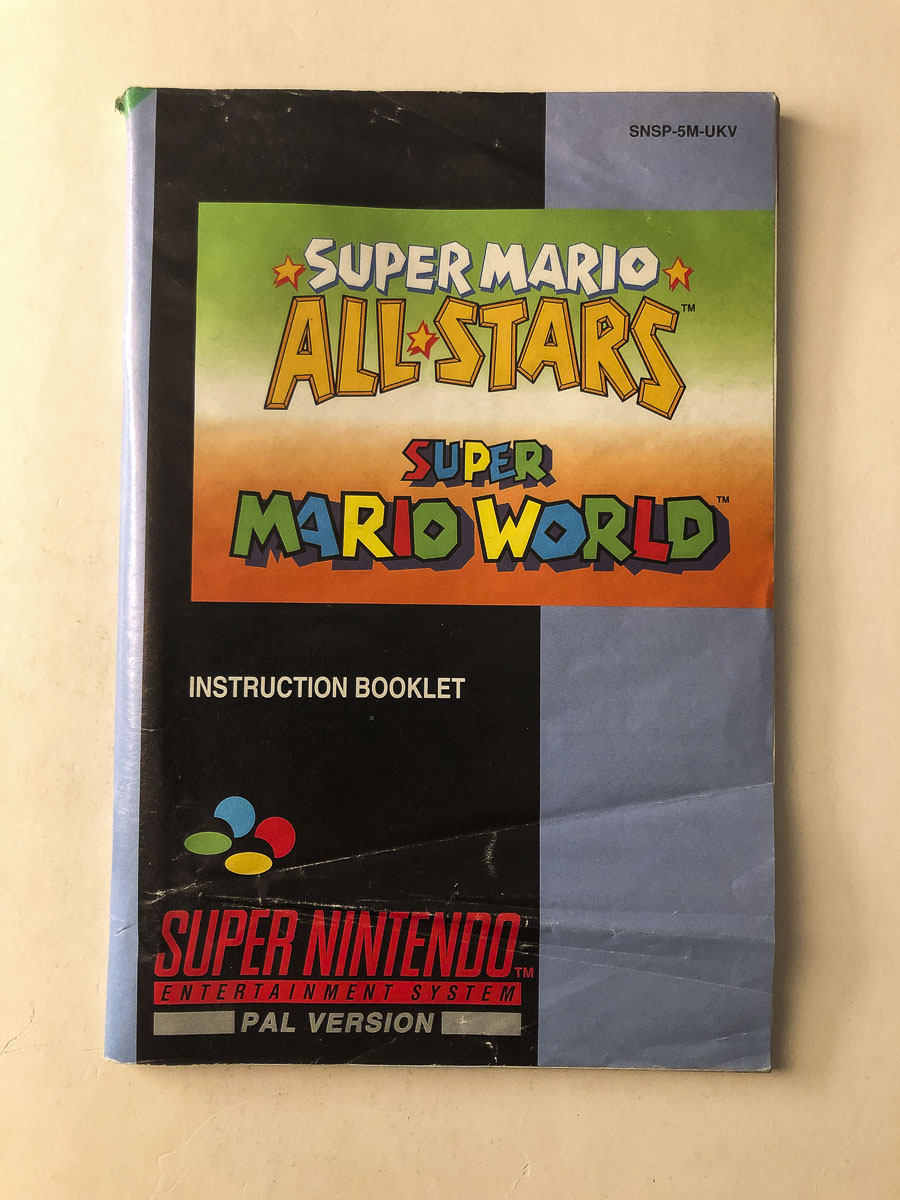 SNSP-5M-UKV
SUPER MARIO
ALL★STARS™
SUPER
MARIO WORLD™
INSTRUCTION BOOKLET
SUPER NINTENDO™
ENTERTAINMENT SYSTEM
PAL VERSION